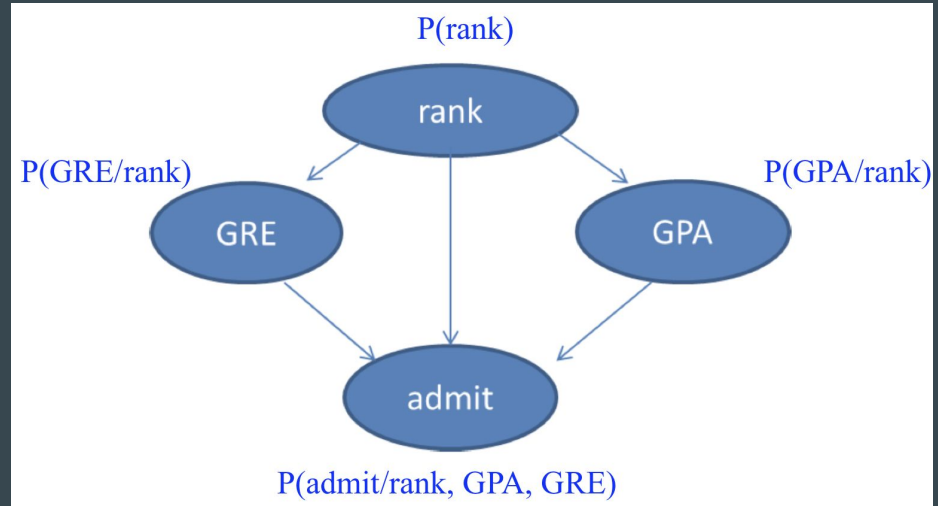 P(rank)
rank
P(GRE/rank)
P(GPA/rank)
GRE
GPA
admit
P(admit/rank, GPA, GRE)